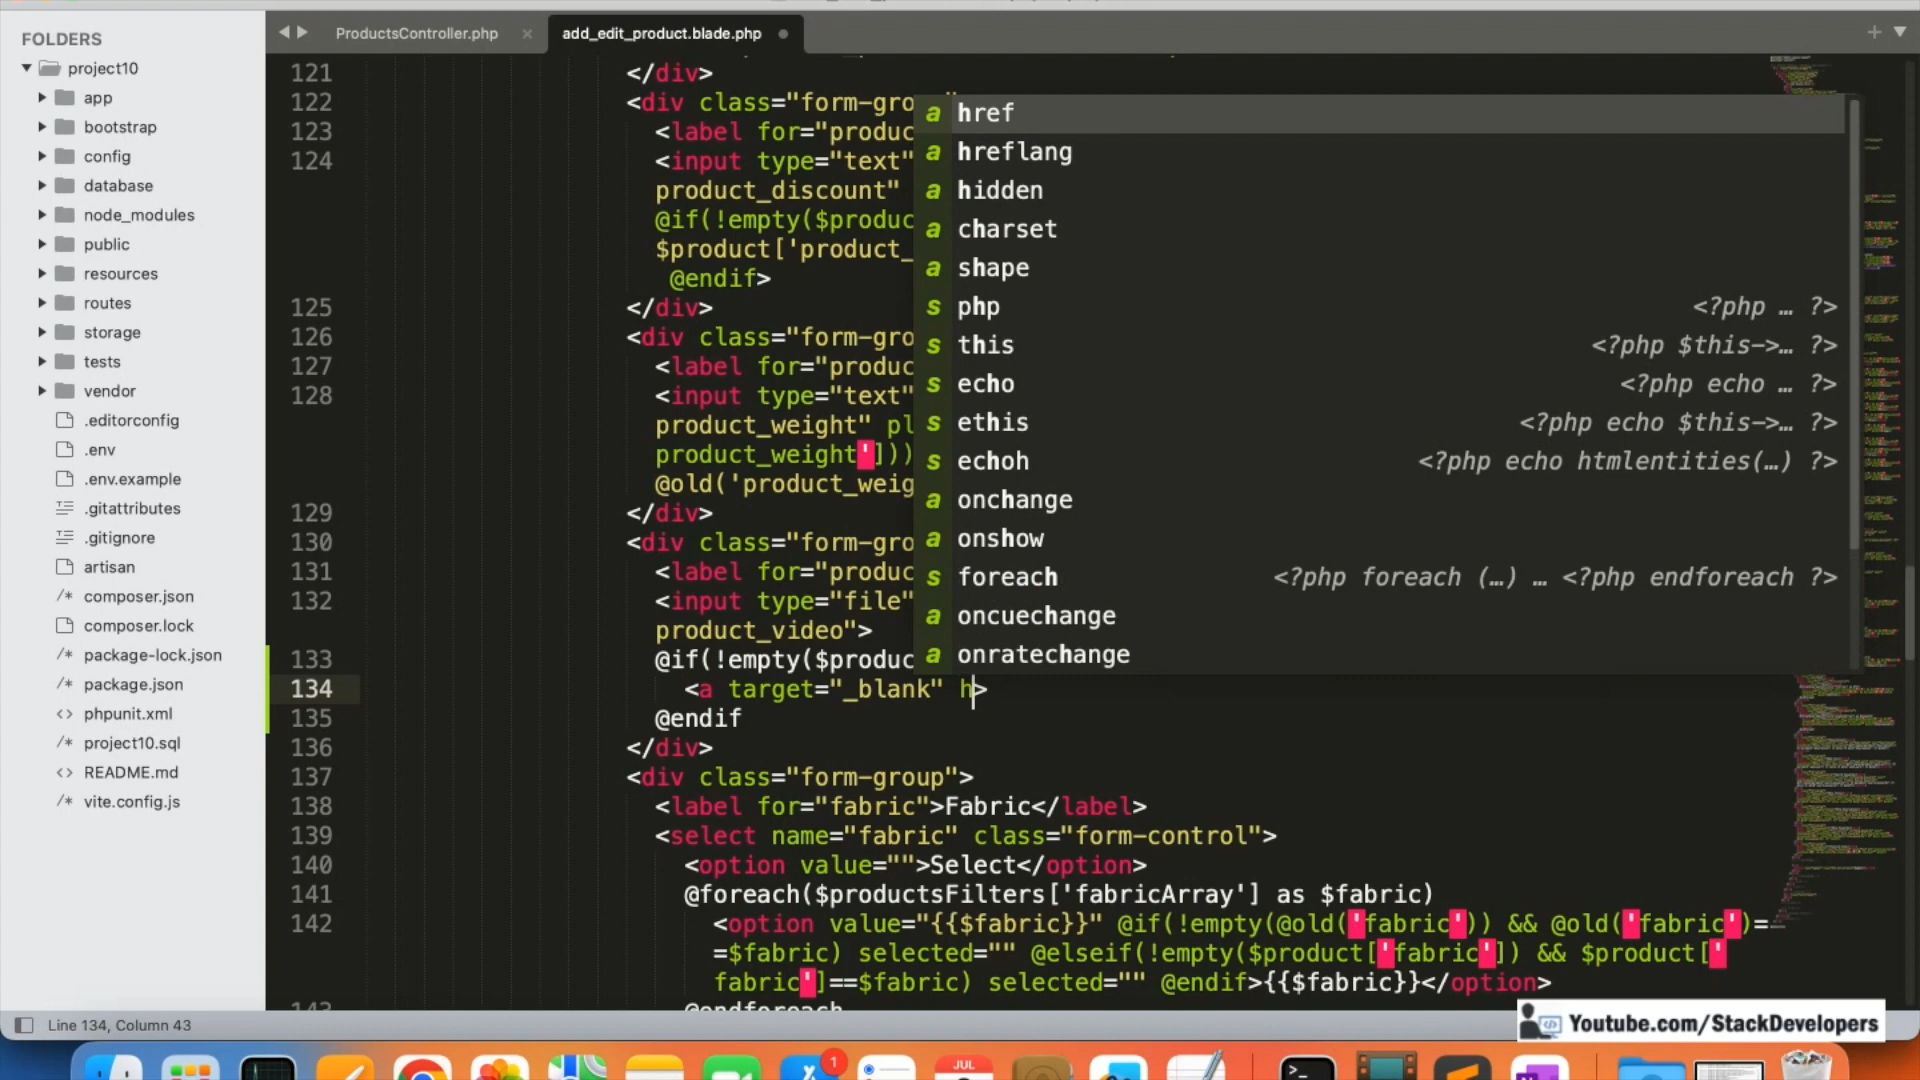 FOLDERS
project10
app
bootstrap
config
database
node_modules
public
resources
routes
storage
tests
vendor
.editorconfig
.env
.env.example
.gitattributes
.gitignore
artisan
/* composer.json
composer.lock
/* package-lock.json
/* package.json
<> phpunit.xml
/* project10.sql
<> README.md
/* vite.config.js
ProductsController.php ×
add_edit_product.blade.php
121 </div>
122 <div class="form-grou
123 <label for="produc
124 <input type="text"
product_discount"
@if(!empty($produc
$product['product_
@endif>
125 </div>
126 <div class="form-grou
127 <label for="produc
128 <input type="text"
product_weight" pl
product_weight']))
@old('product_weig
129 </div>
130 <div class="form-grou
131 <label for="produc
132 <input type="file"
product_video">
133 @if(!empty($produc
134 <a target="_blank" h>
135 @endif
136 </div>
137 <div class="form-group">
138 <label for="fabric">Fabric</label>
139 <select name="fabric" class="form-control">
140 <option value="">Select</option>
141 @foreach($productsFilters['fabricArray'] as $fabric)
142 <option value="{{$fabric}}" @if(!empty(@old('fabric')) && @old('fabric')=
=$fabric) selected="" @elseif(!empty($product['fabric']) && $product['
fabric']==$fabric) selected="" @endif>{{$fabric}}</option>
143 @endforeach
a href
a hreflang
a hidden
a charset
a shape
s php <?php … ?>
s this <?php $this->… ?>
s echo <?php echo … ?>
s ethis <?php echo $this->… ?>
s echoh <?php echo htmlentities(…) ?>
a onchange
a onshow
s foreach <?php foreach (…) … <?php endforeach ?>
a oncuechange
a onratechange
Line 134, Column 43
Youtube.com/StackDevelopers
1
JUL